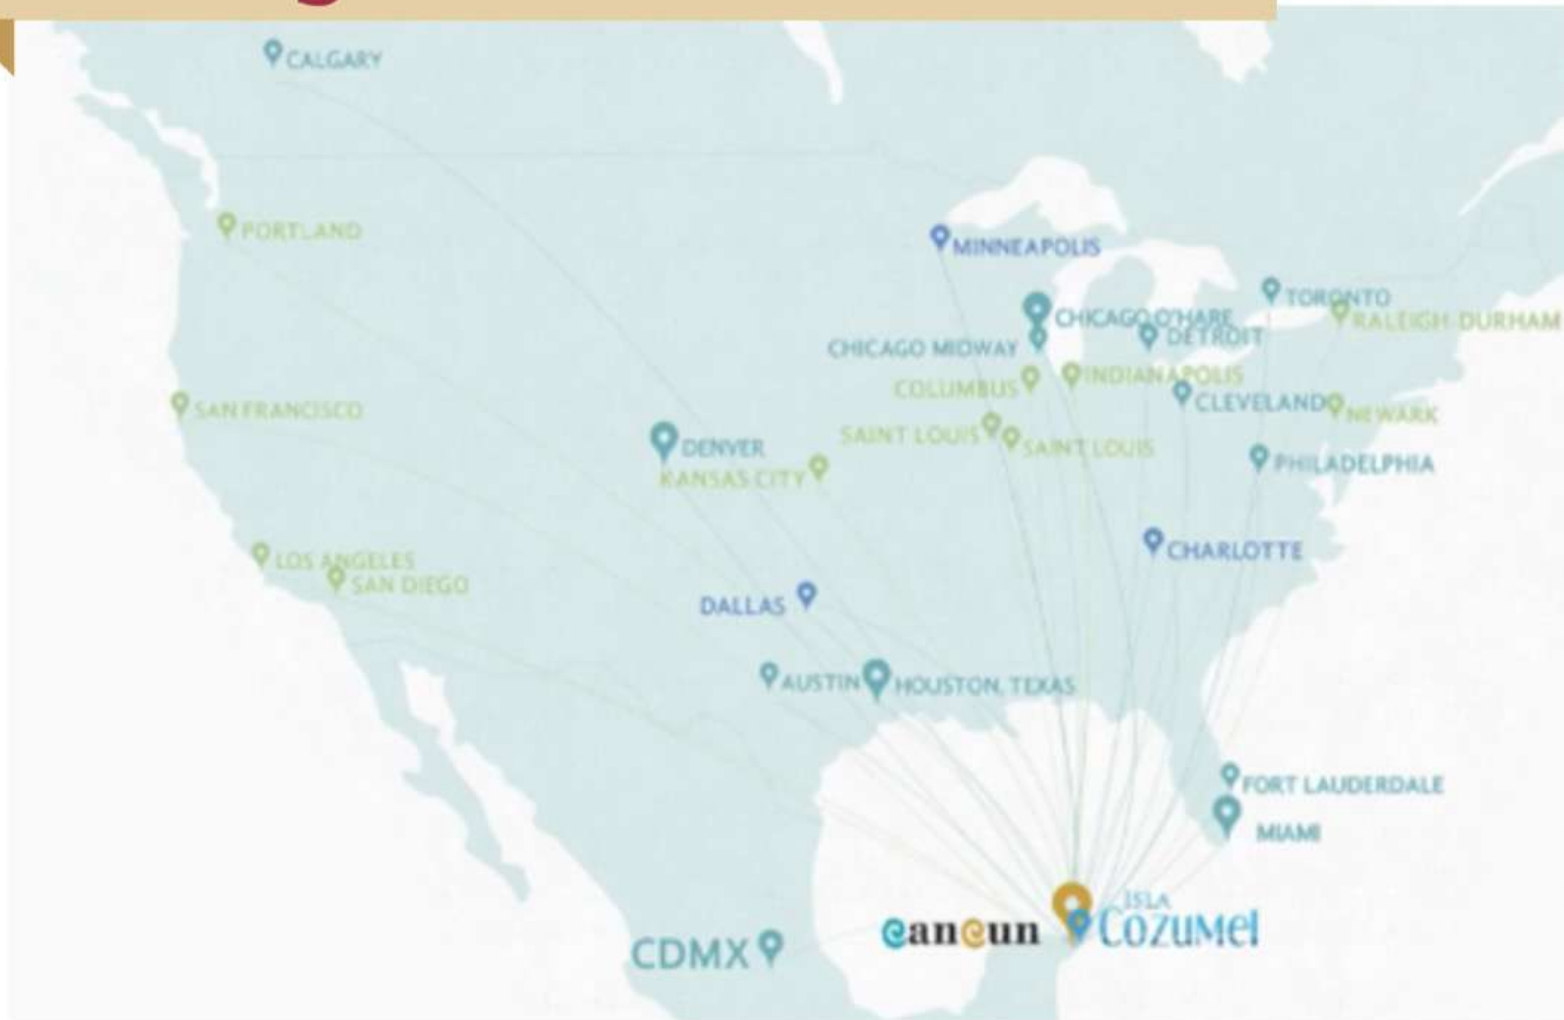 CALGARY
PORTLAND
MINNEAPOLIS
TORONTO
CHICAGO O'HARE
RALEIGH-DURHAM
DETROIT
CHICAGO MIDWAY
INDIANAPOLIS
COLUMBUS
CLEVELAND
SAN FRANCISCO
NEWARK
SAINT LOUIS
SAINT LOUIS
DENVER
PHILADELPHIA
KANSAS CITY
CHARLOTTE
LOS ANGELES
SAN DIEGO
DALLAS
AUSTIN
HOUSTON, TEXAS
FORT LAUDERDALE
MIAMI
ISLA
cancun
COZUMEL
CDMX